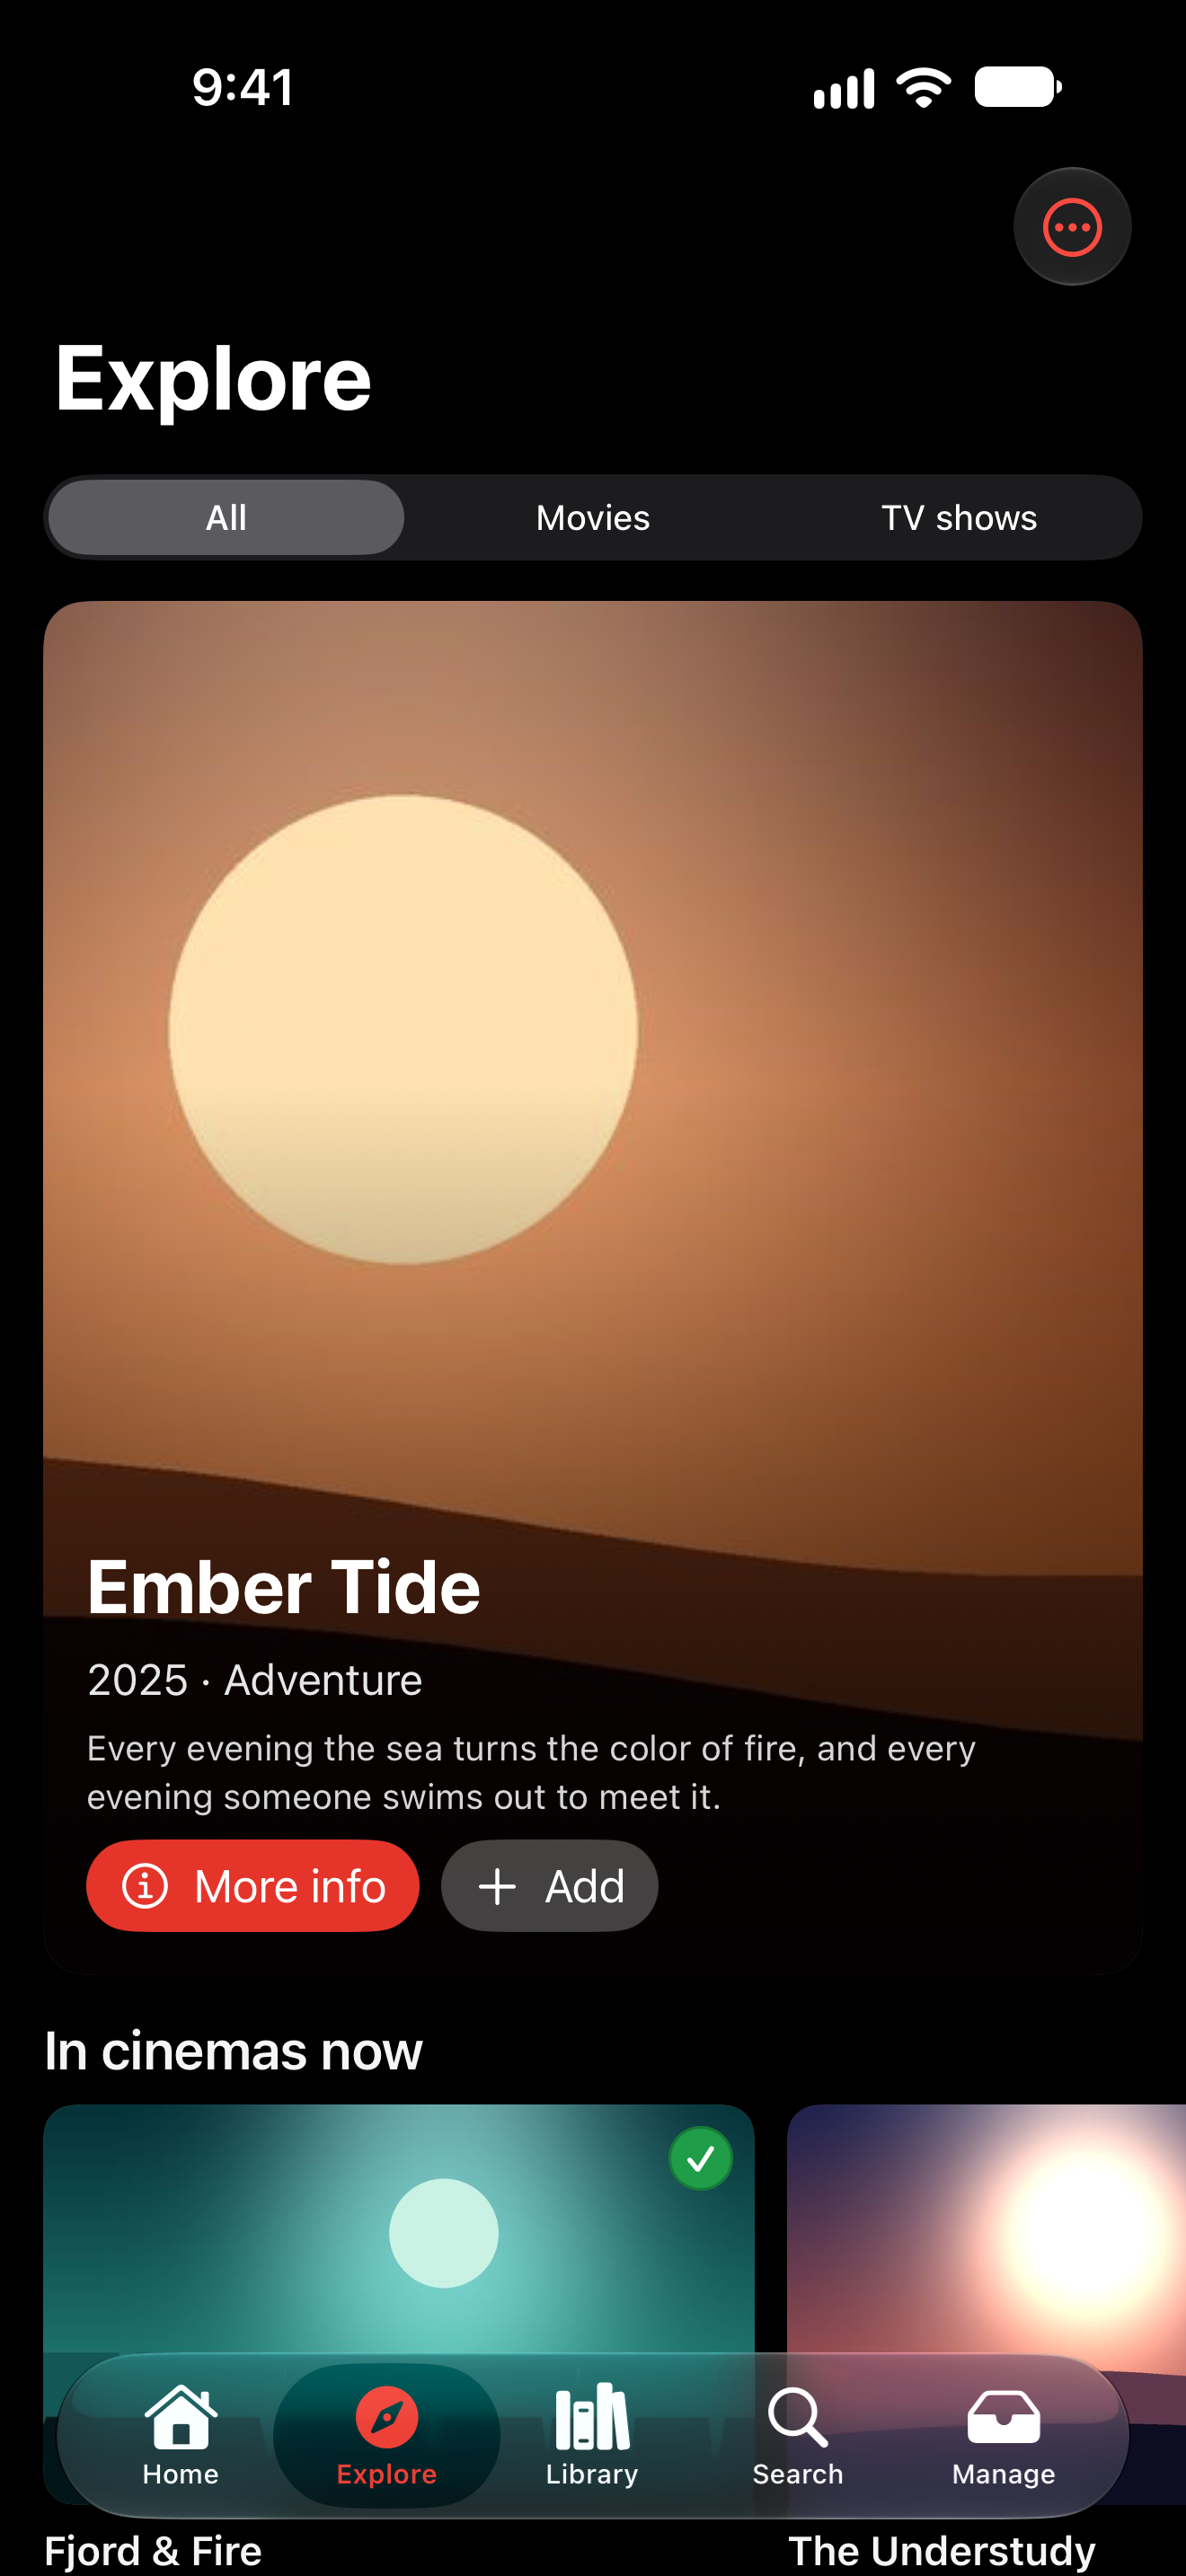 9:41
Explore
All
Movies
TV shows
Ember Tide
2025 · Adventure
Every evening the sea turns the color of fire, and every
evening someone swims out to meet it.
More info
Add
In cinemas now
Home
Explore
Library
Search
Manage
Fjord & Fire
The Understudy